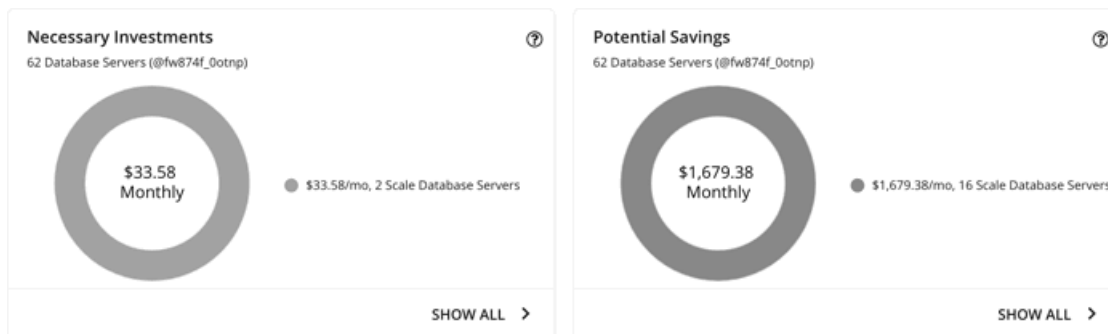 Necessary Investments
62 Database Servers (@fw874f_0otnp)
$33.58
Monthly
$33.58/mo, 2 Scale Database Servers
SHOW ALL
Potential Savings
62 Database Servers (@fw874f_0otnp)
$1,679.38
Monthly
$1,679.38/mo, 16 Scale Database Servers
SHOW ALL